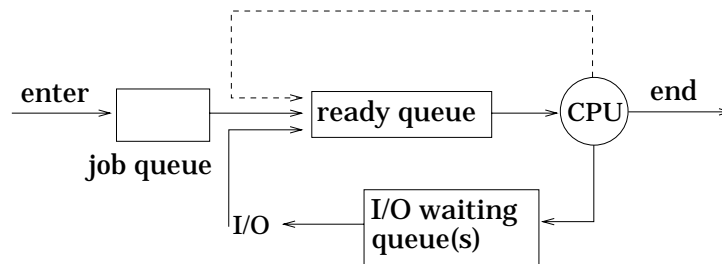 enter
job queue
ready queue
CPU
end
I/O
I/O waiting
queue(s)